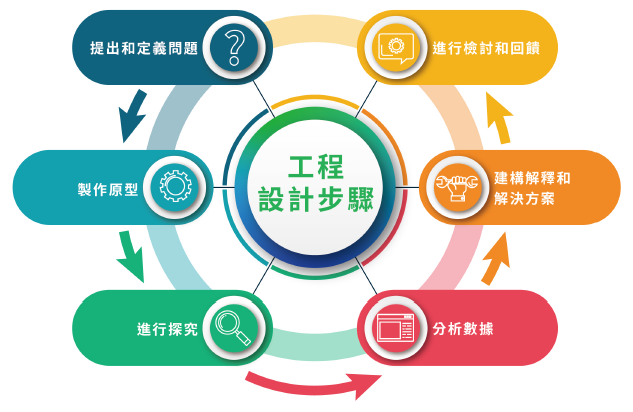 提出和定義問題
進行檢討和回饋
工程
設計步驟
製作原型
建構解釋和
解決方案
進行探究
分析數據